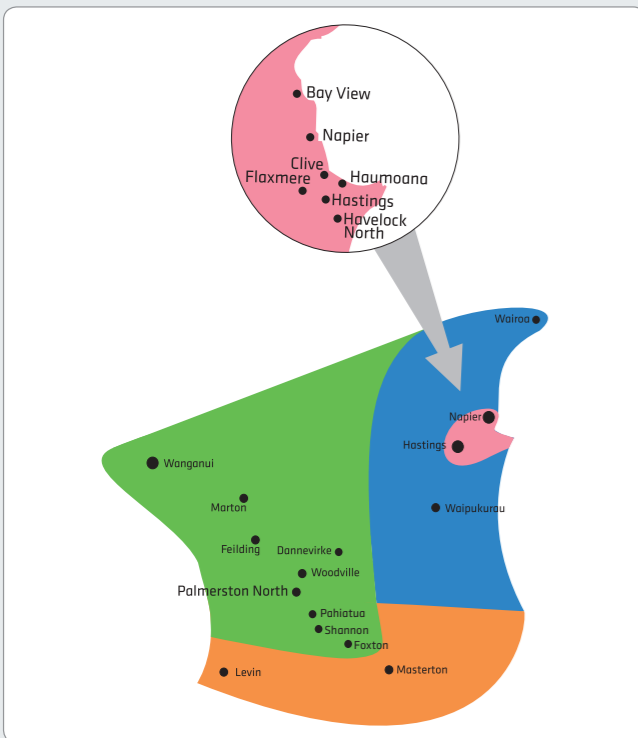 Bay View
Napier
Clive
Flaxmere
Haumoana
Hastings
Havelock
North
Wairoa
Napier
Hastings
Wanganui
Marton
Waipukurau
Feilding
Dannevirke
Woodville
Palmerston North
Pahiatua
Shannon
Foxton
Levin
Masterton